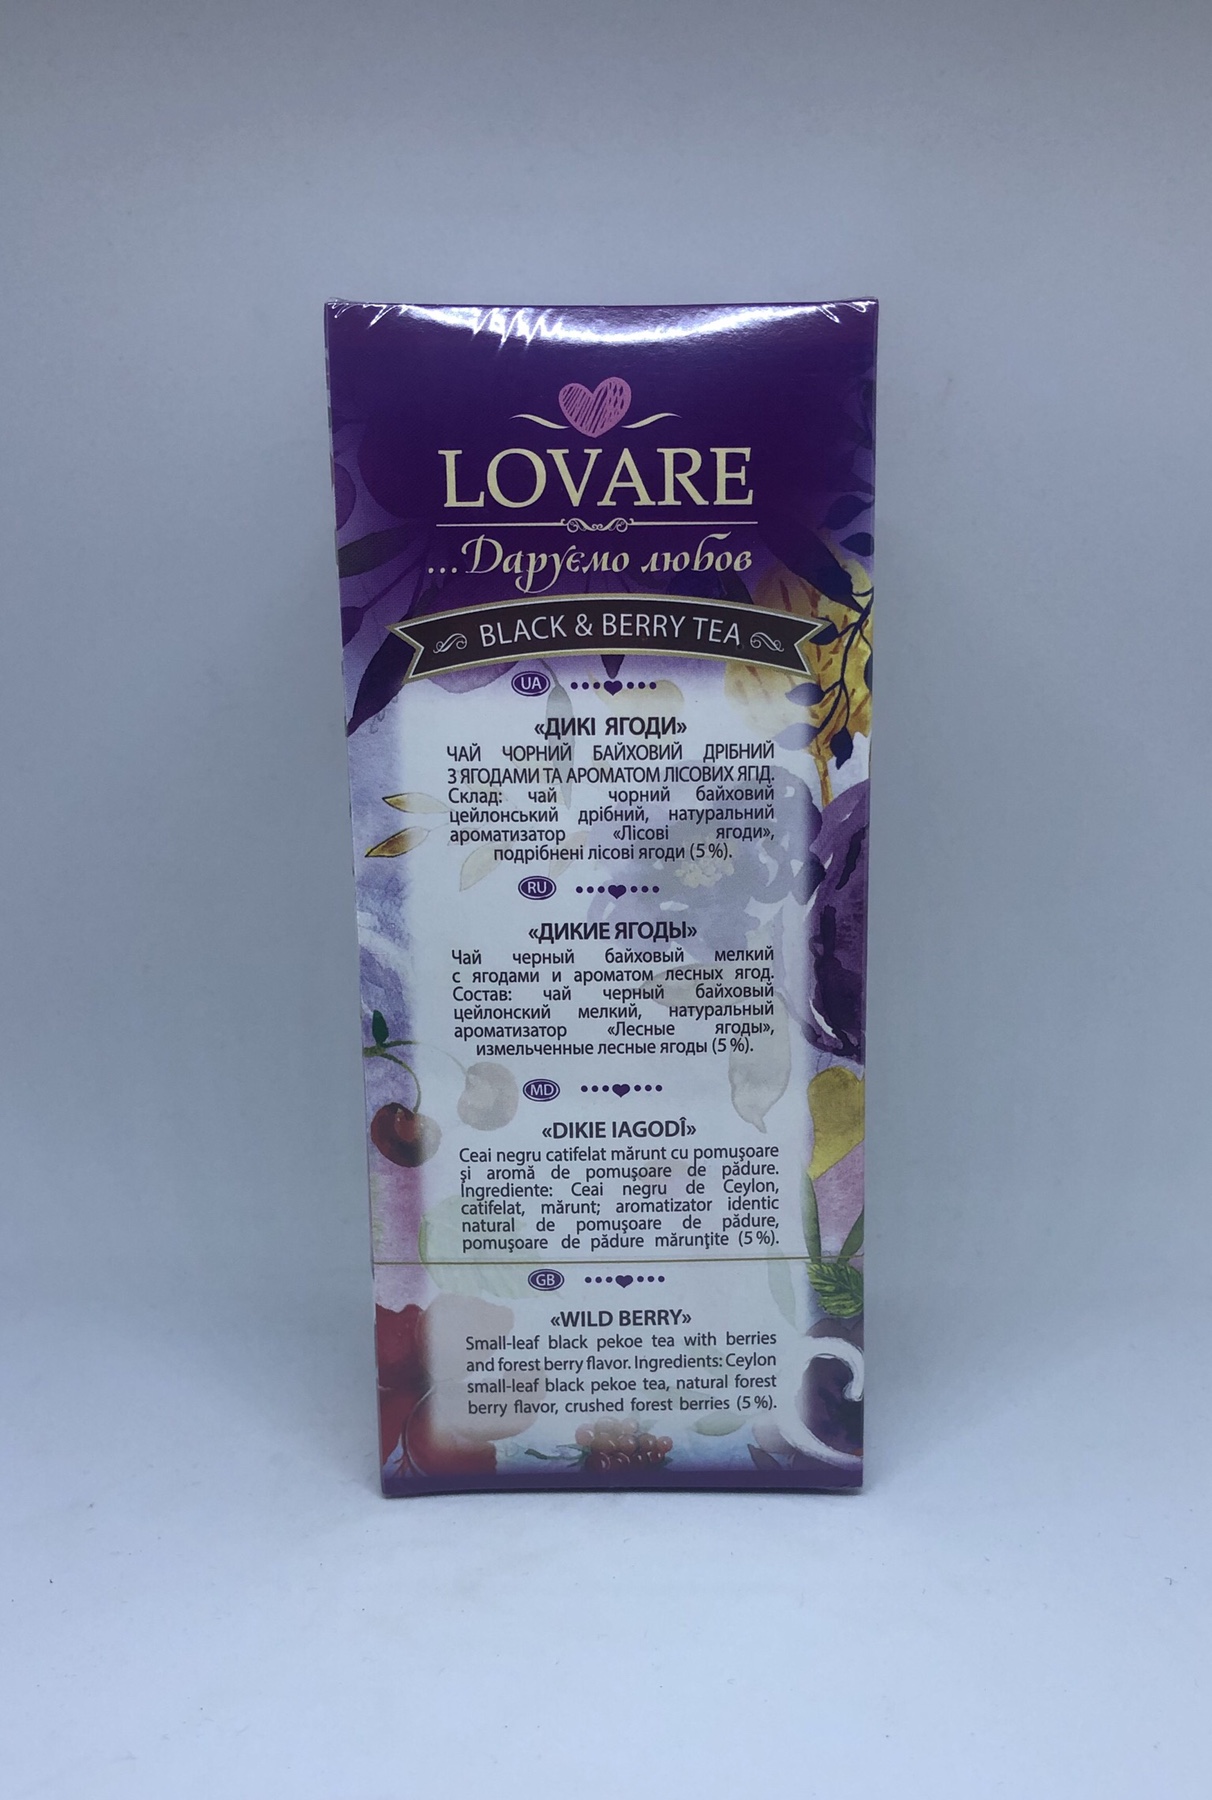 LOVARE
...Даруємо любов
BLACK & BERRY TEA
UA
«ДИКІ ЯГОДИ»
ЧАЙ ЧОРНИЙ БАЙХОВИЙ ДРІБНИЙ
З ЯГОДАМИ ТА АРОМАТОМ ЛІСОВИХ ЯГІД.
Склад: чай чорний байховий
цейлонський дрібний, натуральний
ароматизатор «Лісові ягоди»,
подрібнені лісові ягоди (5 %).
RU
«ДИКИЕ ЯГОДЫ»
Чай черный байховый мелкий
с ягодами и ароматом лесных ягод.
Состав: чай черный байховый
цейлонский мелкий, натуральный
ароматизатор «Лесные ягоды»,
измельченные лесные ягоды (5 %).
MD
«DIKIE IAGODÎ»
Ceai negru catifelat mărunt cu pomuşoare
şi aromă de pomuşoare de pădure.
Ingrediente: Ceai negru de Ceylon,
catifelat, mărunt; aromatizator identic
natural de pomuşoare de pădure,
pomuşoare de pădure mărunţite (5 %).
GB
«WILD BERRY»
Small-leaf black pekoe tea with berries
and forest berry flavor. Ingredients: Ceylon
small-leaf black pekoe tea, natural forest
berry flavor, crushed forest berries (5 %).